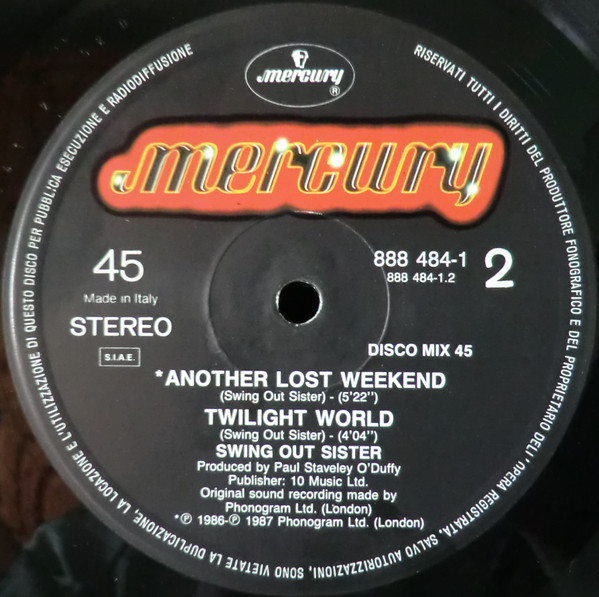 mercury
®
mercury
45
Made in Italy
STEREO
S.I.A.E.
888 484-1
888 484-1.2
2
DISCO MIX 45
*ANOTHER LOST WEEKEND
(Swing Out Sister) - (5'22'')
TWILIGHT WORLD
(Swing Out Sister) - (4'04'')
SWING OUT SISTER
Produced by Paul Staveley O'Duffy
Publisher: 10 Music Ltd.
Original sound recording made by
Phonogram Ltd. (London)
*℗ 1986-℗ 1987 Phonogram Ltd. (London)
RISERVATI TUTTI I DIRITTI DEL PRODUTTORE FONOGRAFICO E DEL PROPRIETARIO DELL'OPERA REGISTRATA. SALVO AUTORIZZAZIONI, SONO VIETATE LA DUPLICAZIONE, LA LOCAZIONE E L'UTILIZZAZIONE DI QUESTO DISCO PER PUBBLICA ESECUZIONE E RADIODIFFUSIONE